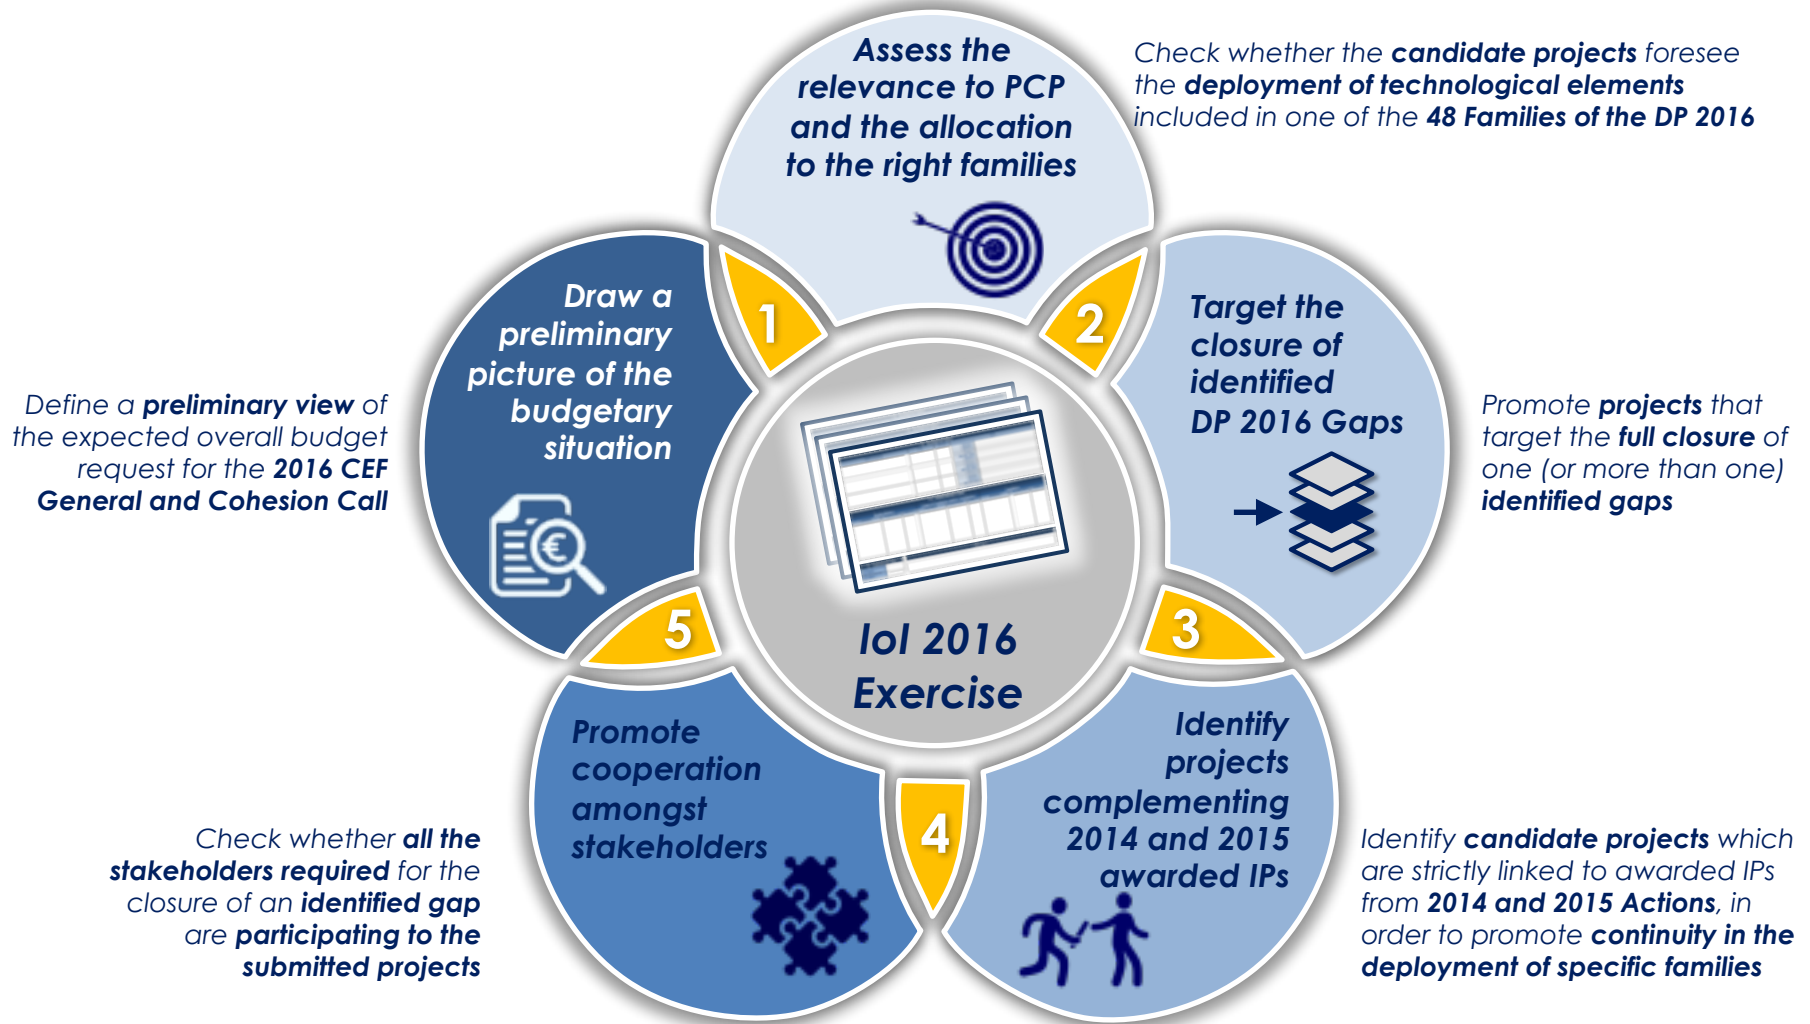 Assess the
relevance to PCP
and the allocation
to the right families
Check whether the candidate projects foresee
the deployment of technological elements
included in one of the 48 Families of the DP 2016
1
2
Target the
closure of
identified
DP 2016 Gaps
Promote projects that
target the full closure of
one (or more than one)
identified gaps
3
Identify
projects
complementing
2014 and 2015
awarded IPs
Identify candidate projects which
are strictly linked to awarded IPs
from 2014 and 2015 Actions, in
order to promote continuity in the
deployment of specific families
4
Promote
cooperation
amongst
stakeholders
Check whether all the
stakeholders required for the
closure of an identified gap
are participating to the
submitted projects
5
Draw a
preliminary
picture of the
budgetary
situation
€
Define a preliminary view of
the expected overall budget
request for the 2016 CEF
General and Cohesion Call
IoI 2016
Exercise